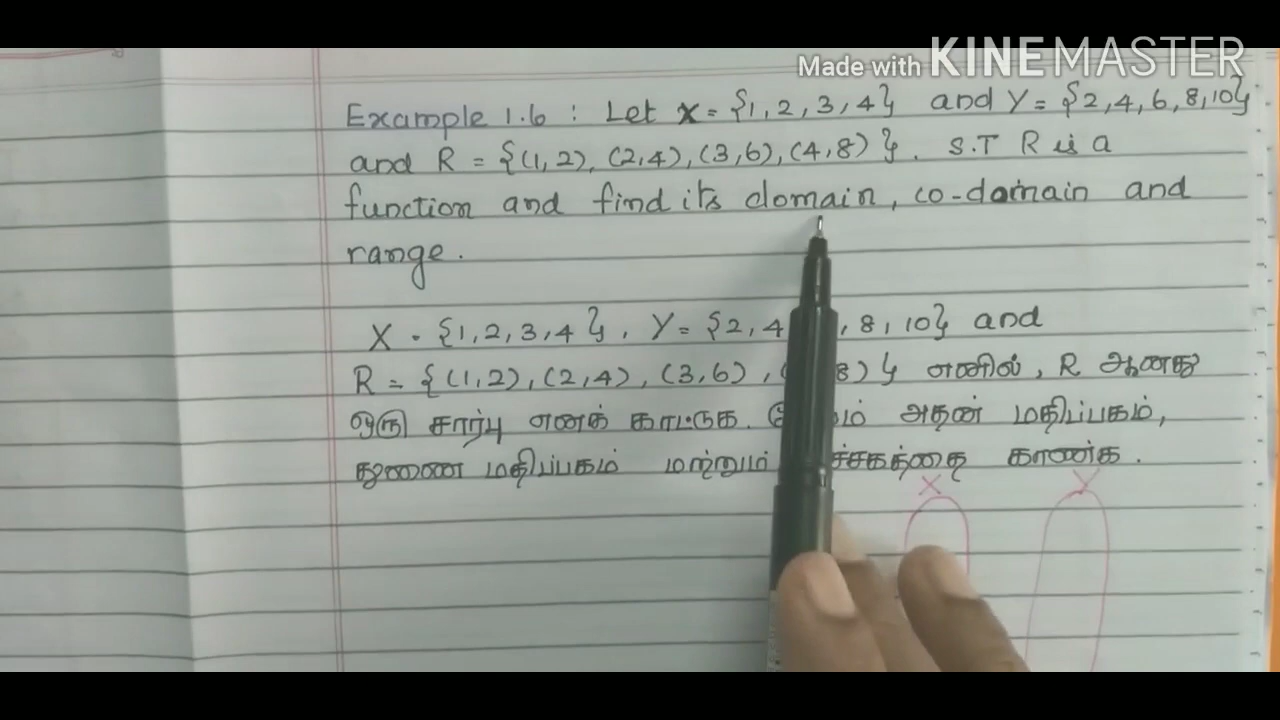 Made with KINEMASTER
Example 1.6 : Let X = {1, 2, 3, 4} and Y = {2, 4, 6, 8, 10}
and R = {(1, 2), (2, 4), (3, 6), (4, 8) }. S.T R is a
function and find its domain, co-domain and
range.
X = {1, 2, 3, 4 }, Y = {2, 4 , 8, 10} and
R = { (1, 2), (2, 4), (3, 6), ( 8) } எனில், R ஆனது
ஒரு சார்பு எனக் காட்டுக. அதன் மதிப்பகம்,
துணை மதிப்பகம் மற்றும் காண்க.
X Y